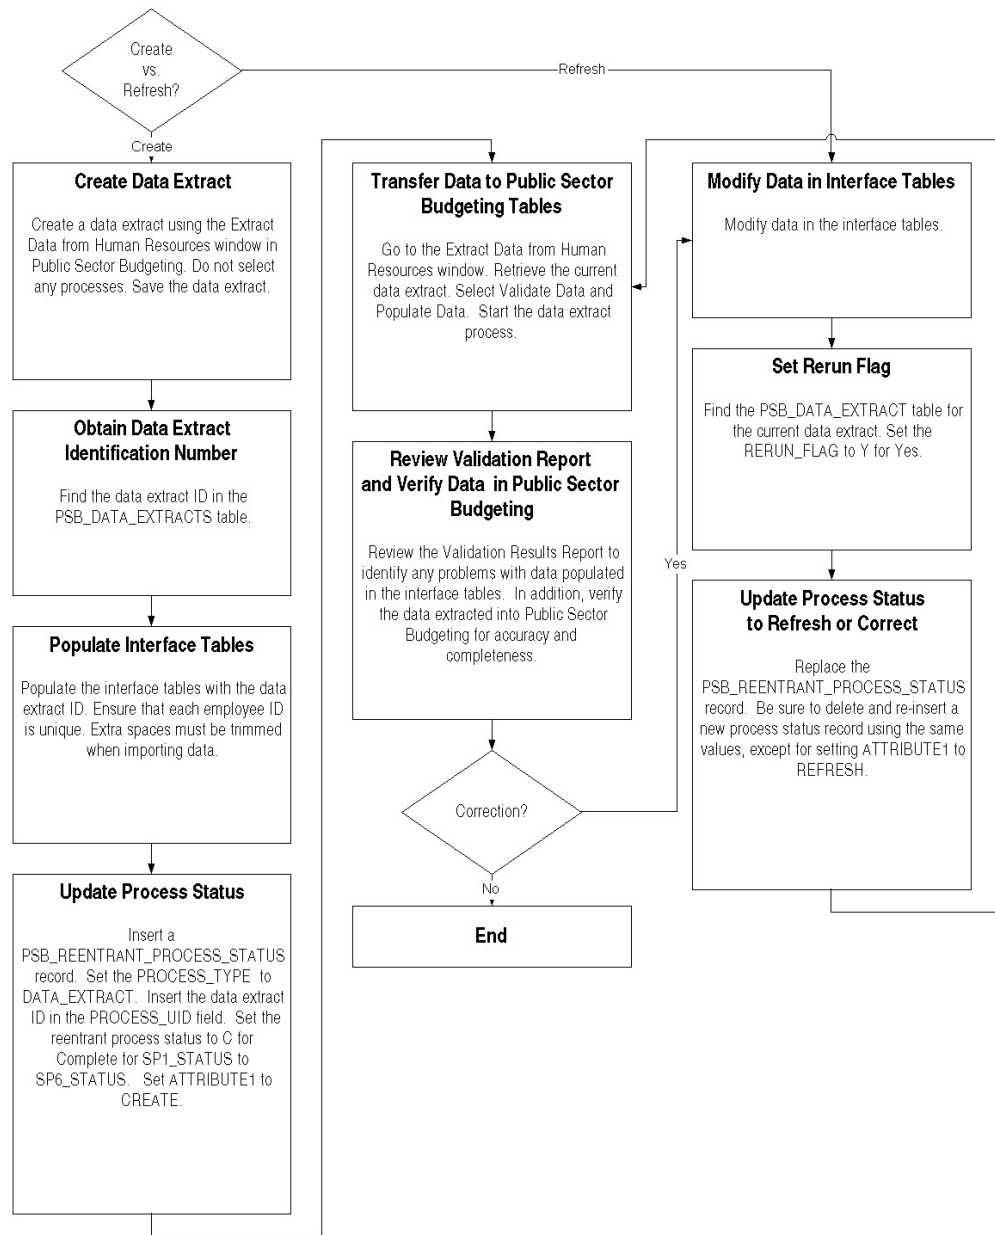 Create
vs.
Refresh?
Refresh
Create
Create Data Extract
Create a data extract using the Extract
Data from Human Resources window in
Public Sector Budgeting. Do not select
any processes. Save the data extract.
Obtain Data Extract
Identification Number
Find the data extract ID in the
PSB_DATA_EXTRACTS table.
Populate Interface Tables
Populate the interface tables with the data
extract ID. Ensure that each employee ID
is unique. Extra spaces must be trimmed
when importing data.
Update Process Status
Insert a
PSB_REENTRANT_PROCESS_STATUS
record. Set the PROCESS_TYPE to
DATA_EXTRACT. Insert the data extract
ID in the PROCESS_UID field. Set the
reentrant process status to C for
Complete for SP1_STATUS to
SP6_STATUS. Set ATTRIBUTE1 to
CREATE.
Transfer Data to Public Sector
Budgeting Tables
Go to the Extract Data from Human
Resources window. Retrieve the current
data extract. Select Validate Data and
Populate Data. Start the data extract
process.
Review Validation Report
and Verify Data in Public Sector
Budgeting
Review the Validation Results Report to
identify any problems with data populated
in the interface tables. In addition, verify
the data extracted into Public Sector
Budgeting for accuracy and
completeness.
Correction?
Yes
No
End
Modify Data in Interface Tables
Modify data in the interface tables.
Set Rerun Flag
Find the PSB_DATA_EXTRACT table for
the current data extract. Set the
RERUN_FLAG to Y for Yes.
Update Process Status
to Refresh or Correct
Replace the
PSB_REENTRANT_PROCESS_STATUS
record. Be sure to delete and re-insert a
new process status record using the same
values, except for setting ATTRIBUTE1 to
REFRESH.